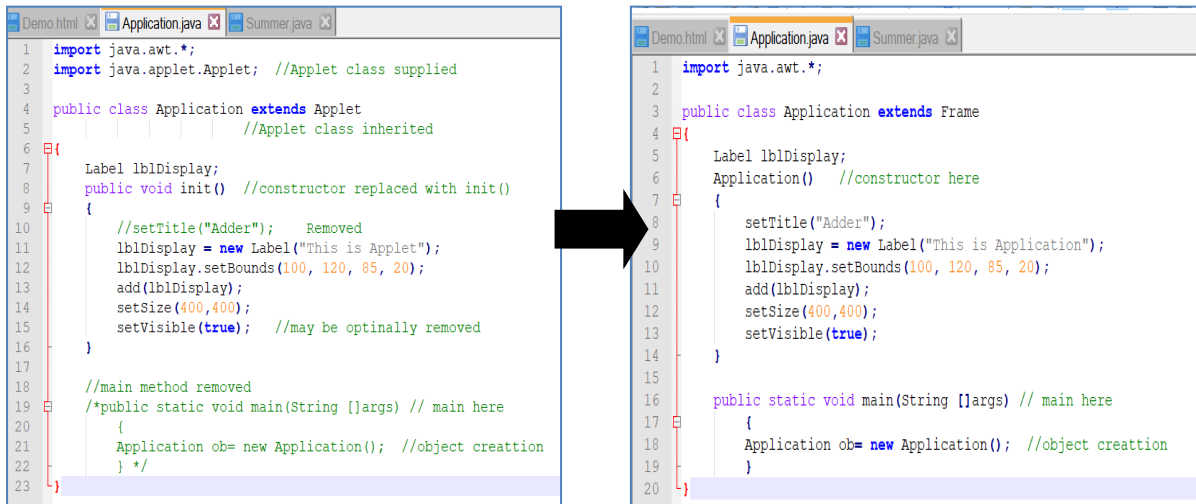 Demo.html Application.java Summer.java
1 import java.awt.*;
2 import java.applet.Applet; //Applet class supplied
3
4 public class Application extends Applet
5 //Applet class inherited
6 {
7 Label lblDisplay;
8 public void init() //constructor replaced with init()
9 {
10 //setTitle("Adder"); Removed
11 lblDisplay = new Label("This is Applet");
12 lblDisplay.setBounds(100, 120, 85, 20);
13 add(lblDisplay);
14 setSize(400,400);
15 setVisible(true); //may be optinally removed
16 }
17
18 //main method removed
19 /*public static void main(String []args) // main here
20 {
21 Application ob= new Application(); //object creattion
22 } */
23 }
Demo.html Application.java Summer.java
1 import java.awt.*;
2
3 public class Application extends Frame
4 {
5 Label lblDisplay;
6 Application() //constructor here
7 {
8 setTitle("Adder");
9 lblDisplay = new Label("This is Application");
10 lblDisplay.setBounds(100, 120, 85, 20);
11 add(lblDisplay);
12 setSize(400,400);
13 setVisible(true);
14 }
15
16 public static void main(String []args) // main here
17 {
18 Application ob= new Application(); //object creattion
19 }
20 }